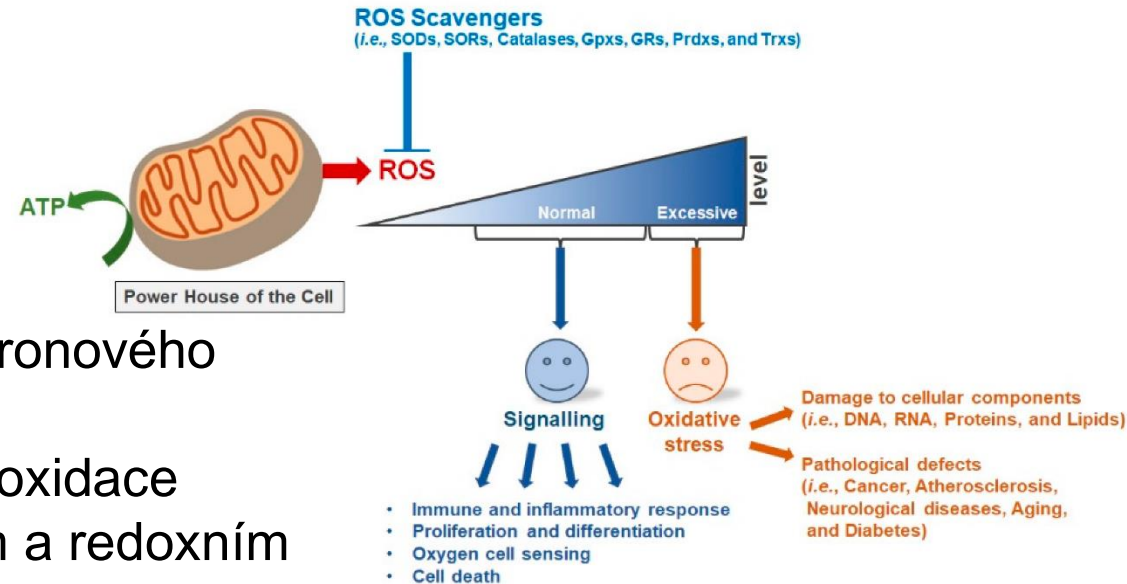 ROS Scavengers
(i.e., SODs, SORs, Catalases, Gpxs, GRs, Prdxs, and Trxs)
ROS
ATP
level
Normal
Excessive
Power House of the Cell
Signalling
Oxidative
stress
Damage to cellular components
(i.e., DNA, RNA, Proteins, and Lipids)
Pathological defects
(i.e., Cancer, Atherosclerosis,
Neurological diseases, Aging,
and Diabetes)
• Immune and inflammatory response
• Proliferation and differentiation
• Oxygen cell sensing
• Cell death
ronového
oxidace
a redoxním